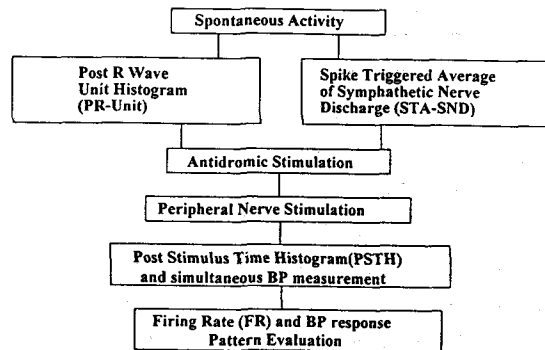 Spontaneous Activity
Post R Wave
Unit Histogram
(PR-Unit)
Spike Triggered Average
of Symphathetic Nerve
Discharge (STA-SND)
Antidromic Stimulation
Peripheral Nerve Stimulation
Post Stimulus Time Histogram(PSTH)
and simultaneous BP measurement
Firing Rate (FR) and BP response
Pattern Evaluation